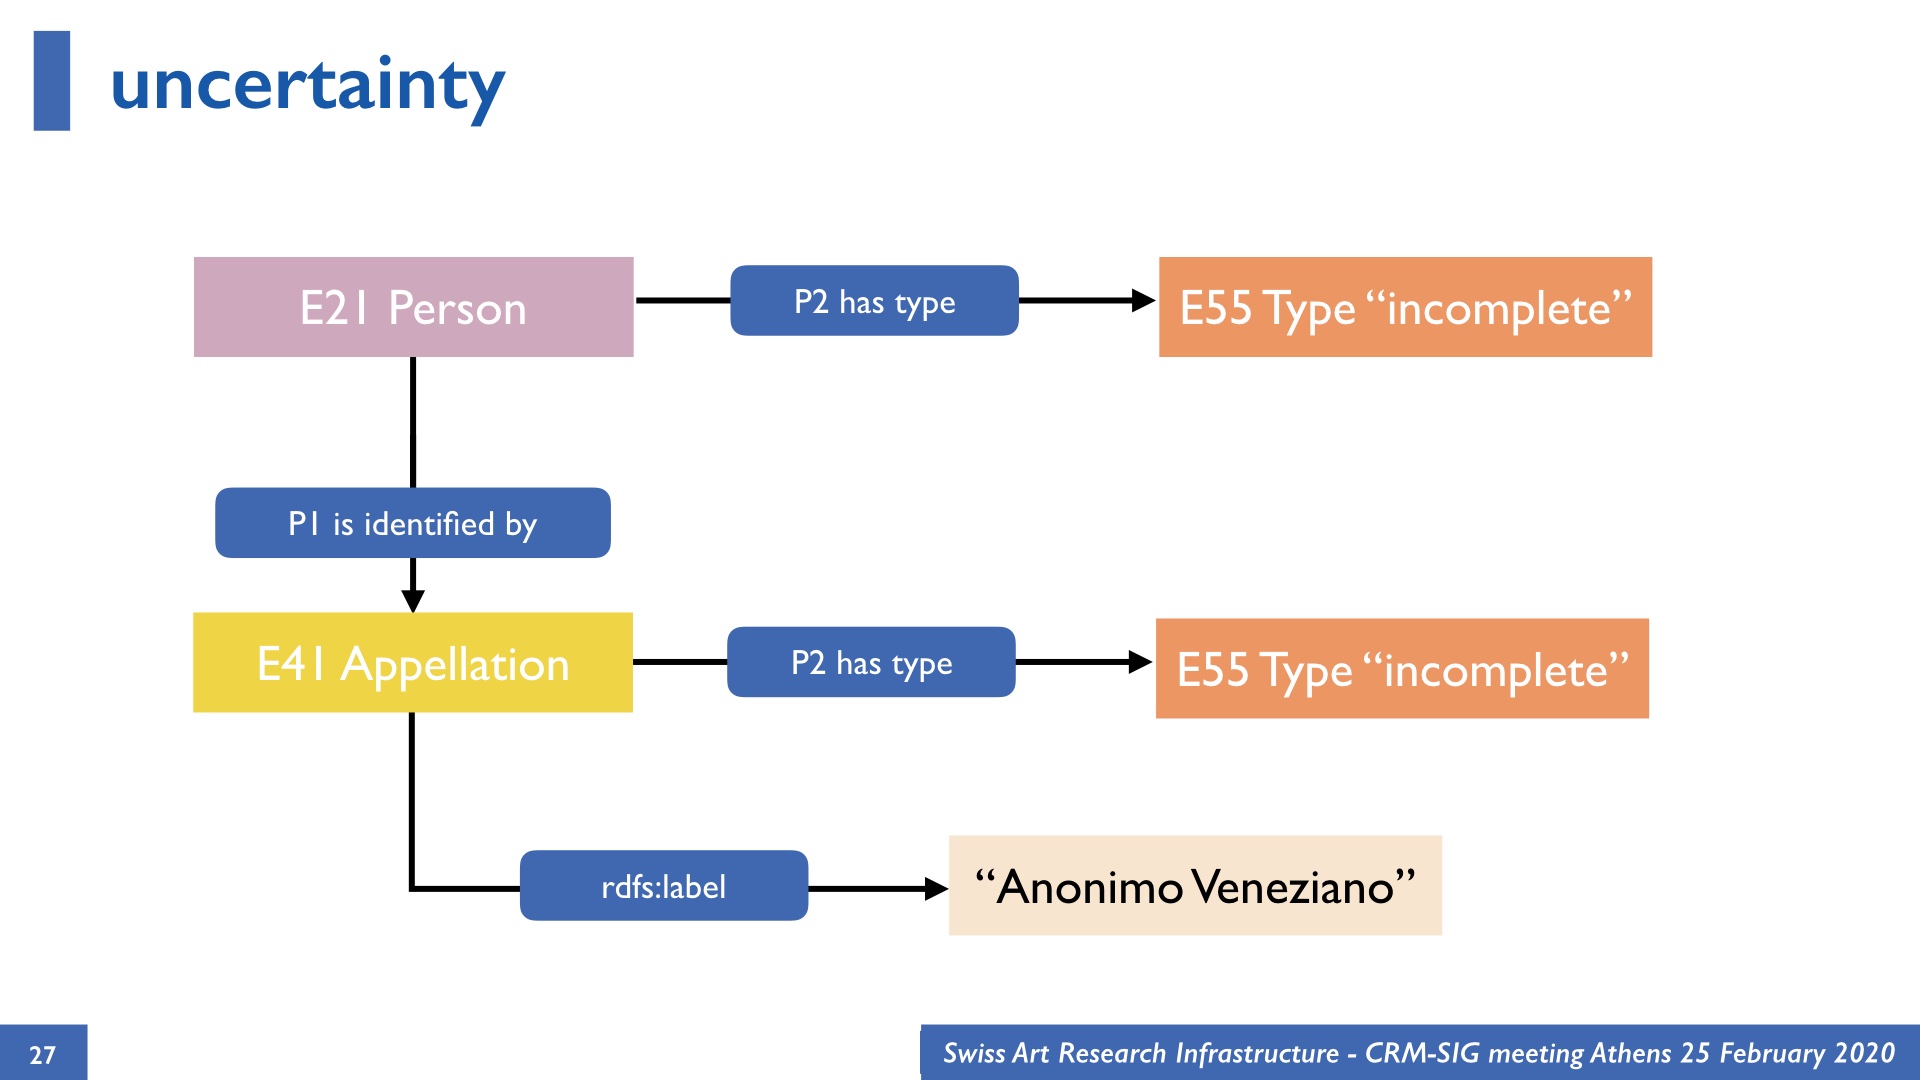 uncertainty
E21 Person
P2 has type
E55 Type “incomplete”
P1 is identified by
E41 Appellation
P2 has type
E55 Type “incomplete”
rdfs:label
“Anonimo Veneziano”
27
Swiss Art Research Infrastructure - CRM-SIG meeting Athens 25 February 2020